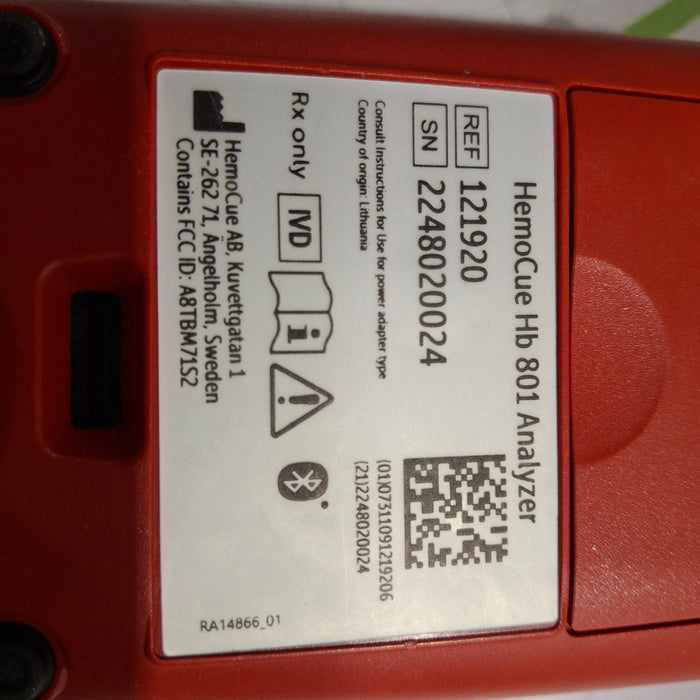 HemoCue Hb 801 Analyzer
REF 121920
SN 2248020024
(01)07311091219206
(21)2248020024
Consult Instructions for Use for power adapter type
Country of origin: Lithuania
Rx only IVD i !
HemoCue AB, Kuvettgatan 1
SE-262 71, Ängelholm, Sweden
Contains FCC ID: A8TBM71S2
RA14866_01